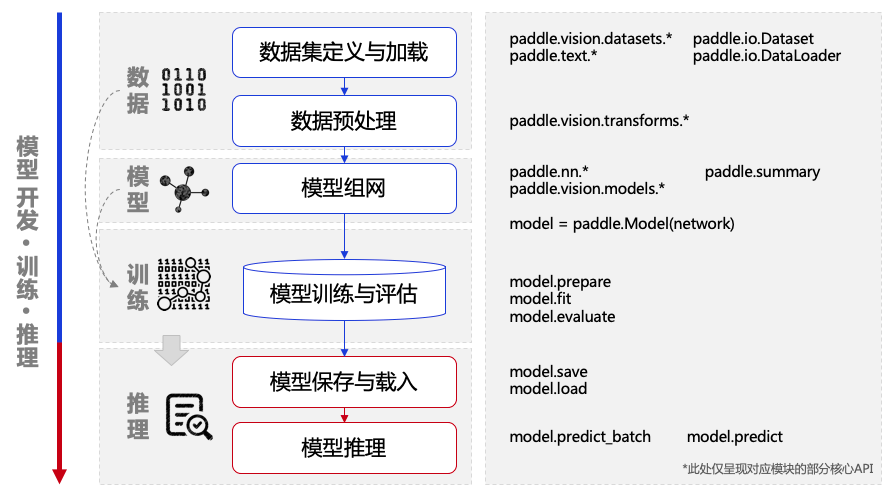 模型开发·训练·推理
数据
0110
1001
1010
数据集定义与加载
数据预处理
paddle.vision.datasets.* paddle.io.Dataset
paddle.text.* paddle.io.DataLoader
paddle.vision.transforms.*
模型
模型组网
paddle.nn.* paddle.summary
paddle.vision.models.*
model = paddle.Model(network)
训练
模型训练与评估
model.prepare
model.fit
model.evaluate
推理
模型保存与载入
模型推理
model.save
model.load
model.predict_batch model.predict
*此处仅呈现对应模块的部分核心API